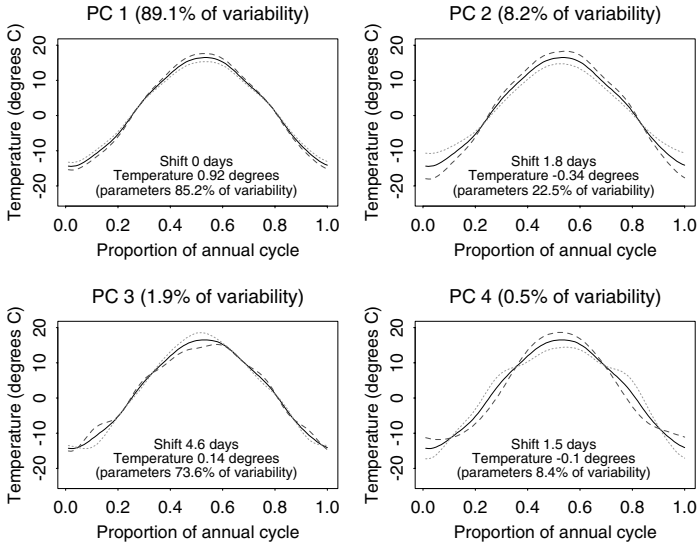 PC 1 (89.1% of variability)
Temperature (degrees C)
20
10
0
-10
-20
Shift 0 days
Temperature 0.92 degrees
(parameters 85.2% of variability)
0.0 0.2 0.4 0.6 0.8 1.0
Proportion of annual cycle
PC 2 (8.2% of variability)
Temperature (degrees C)
20
10
0
-10
-20
Shift 1.8 days
Temperature -0.34 degrees
(parameters 22.5% of variability)
0.0 0.2 0.4 0.6 0.8 1.0
Proportion of annual cycle
PC 3 (1.9% of variability)
Temperature (degrees C)
20
10
0
-10
-20
Shift 4.6 days
Temperature 0.14 degrees
(parameters 73.6% of variability)
0.0 0.2 0.4 0.6 0.8 1.0
Proportion of annual cycle
PC 4 (0.5% of variability)
Temperature (degrees C)
20
10
0
-10
-20
Shift 1.5 days
Temperature -0.1 degrees
(parameters 8.4% of variability)
0.0 0.2 0.4 0.6 0.8 1.0
Proportion of annual cycle